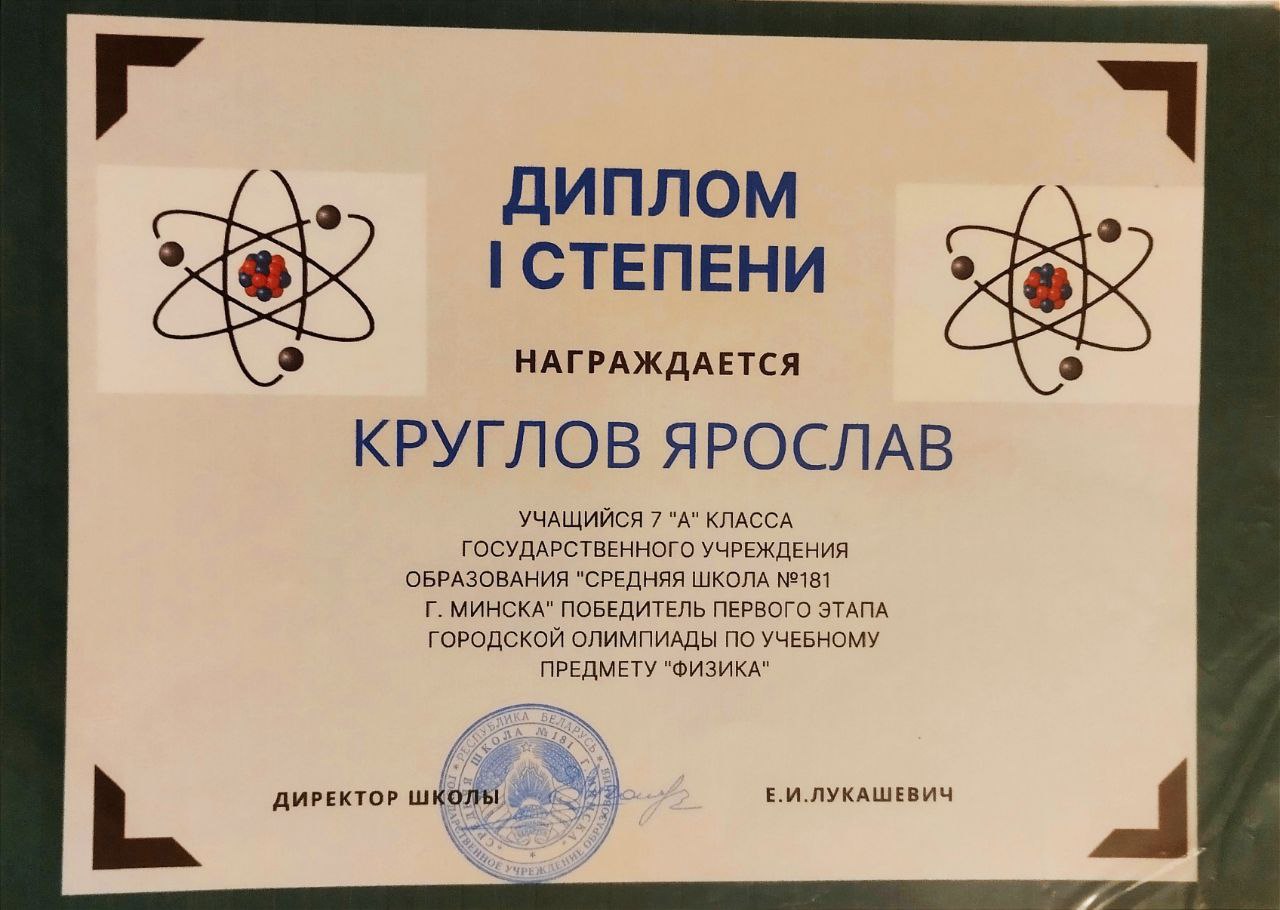 ДИПЛОМ
I СТЕПЕНИ
НАГРАЖДАЕТСЯ
КРУГЛОВ ЯРОСЛАВ
УЧАЩИЙСЯ 7 "А" КЛАССА
ГОСУДАРСТВЕННОГО УЧРЕЖДЕНИЯ
ОБРАЗОВАНИЯ "СРЕДНЯЯ ШКОЛА №181
Г. МИНСКА" ПОБЕДИТЕЛЬ ПЕРВОГО ЭТАПА
ГОРОДСКОЙ ОЛИМПИАДЫ ПО УЧЕБНОМУ
ПРЕДМЕТУ "ФИЗИКА"
РЕСПУБЛИКА БЕЛАРУСЬ
ГОСУДАРСТВЕННОЕ УЧРЕЖДЕНИЕ ОБРАЗОВАНИЯ
СРЕДНЯЯ ШКОЛА №181 Г. МИНСКА
ДИРЕКТОР ШКОЛЫ Е.И.ЛУКАШЕВИЧ